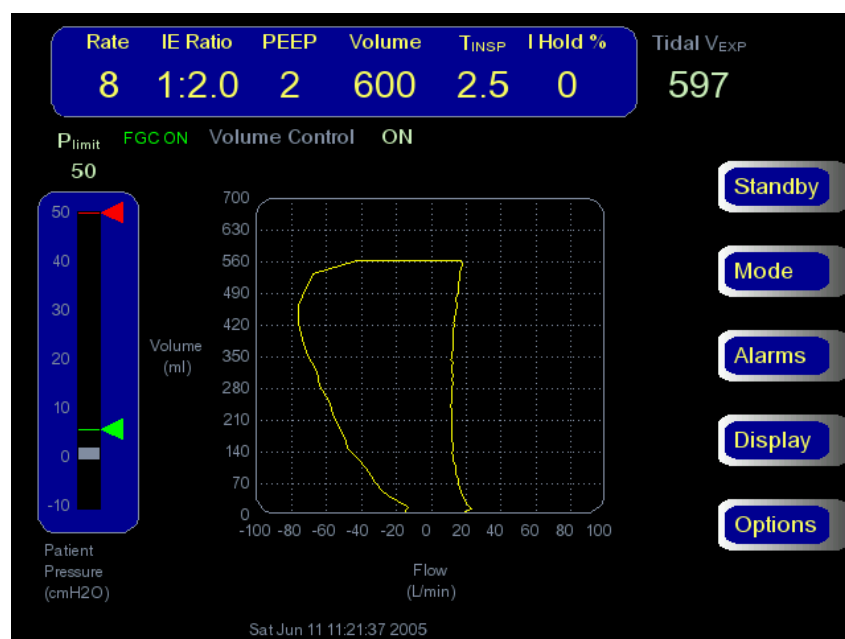 Rate IE Ratio PEEP Volume TINSP I Hold % Tidal VEXP
8 1:2.0 2 600 2.5 0 597
Plimit FGC ON Volume Control ON
50
Standby
Mode
Alarms
Display
Options
50
40
30
20
10
0
-10
Patient
Pressure
(cmH2O)
Volume
(ml)
700
630
560
490
420
350
280
210
140
70
0
-100 -80 -60 -40 -20 0 20 40 60 80 100
Flow
(L/min)
Sat Jun 11 11:21:37 2005